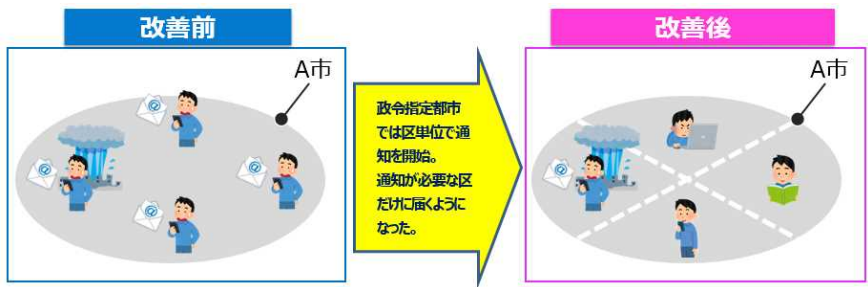 改善前
改善後
A市
A市
政令指定都市
では区単位で通
知を開始。
通知が必要な区
だけに届くように
なった。